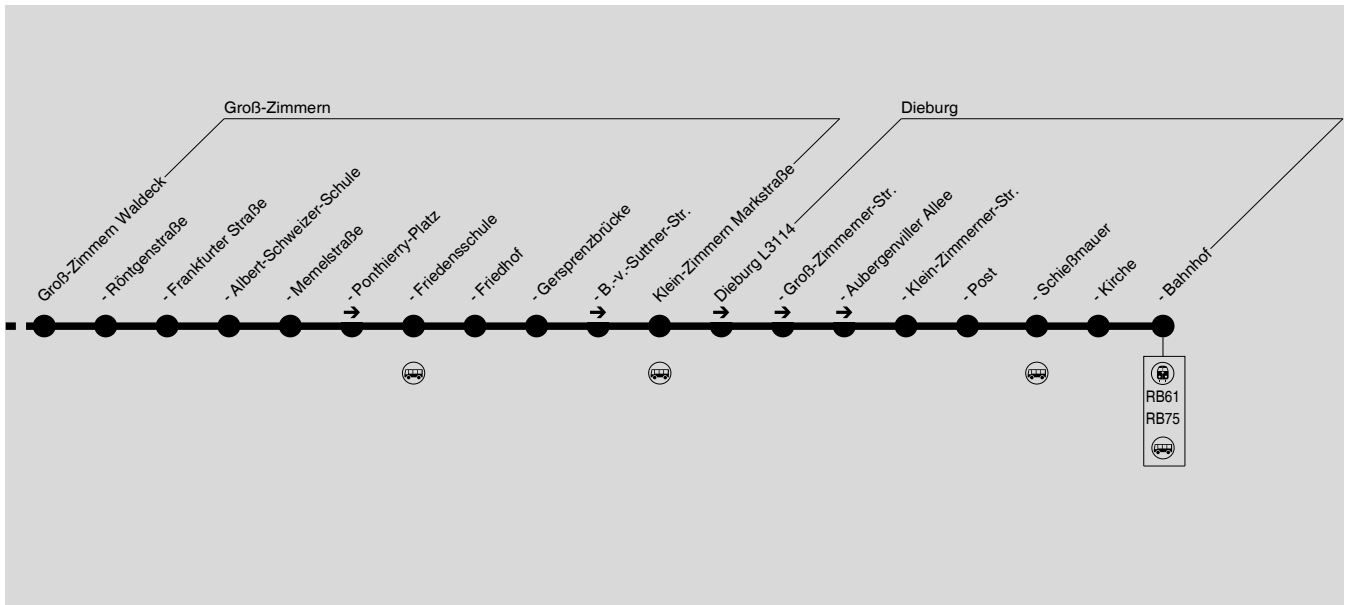 Groß-Zimmern
Dieburg
Groß-Zimmern Waldeck
- Röntgenstraße
- Frankfurter Straße
- Albert-Schweizer-Schule
- Memelstraße
- Ponthierry-Platz
- Friedensschule
- Friedhof
- Gersprenzbrücke
- B.-v.-Suttner-Str.
Klein-Zimmern Markstraße
Dieburg L3114
- Groß-Zimmerner-Str.
- Aubergenviller Allee
- Klein-Zimmerner-Str.
- Post
- Schießmauer
- Kirche
- Bahnhof
RB61
RB75